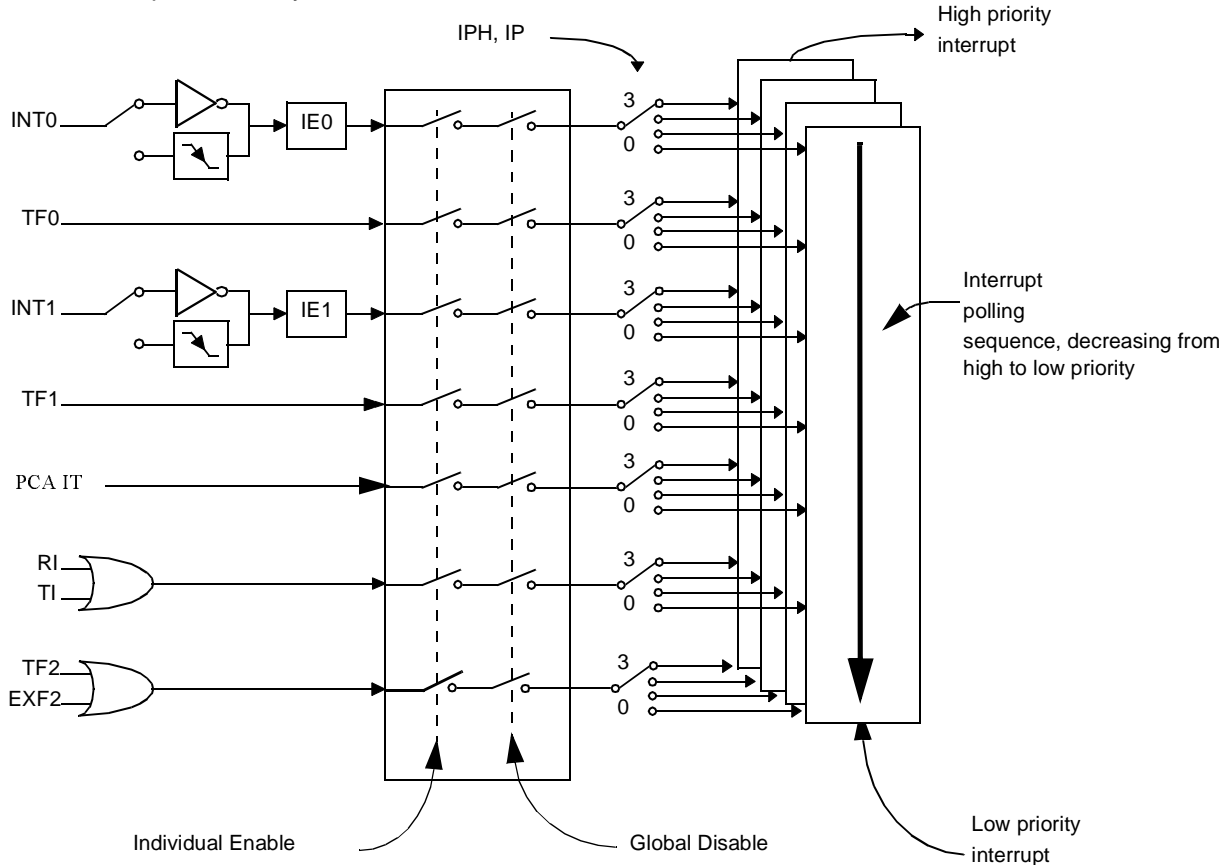 High priority
interrupt
IPH, IP
INT0
IE0
3
0
TF0
3
0
INT1
IE1
3
0
Interrupt
polling
sequence, decreasing from
high to low priority
TF1
3
0
PCA IT
3
0
RI
TI
3
0
TF2
EXF2
3
0
Individual Enable
Global Disable
Low priority
interrupt